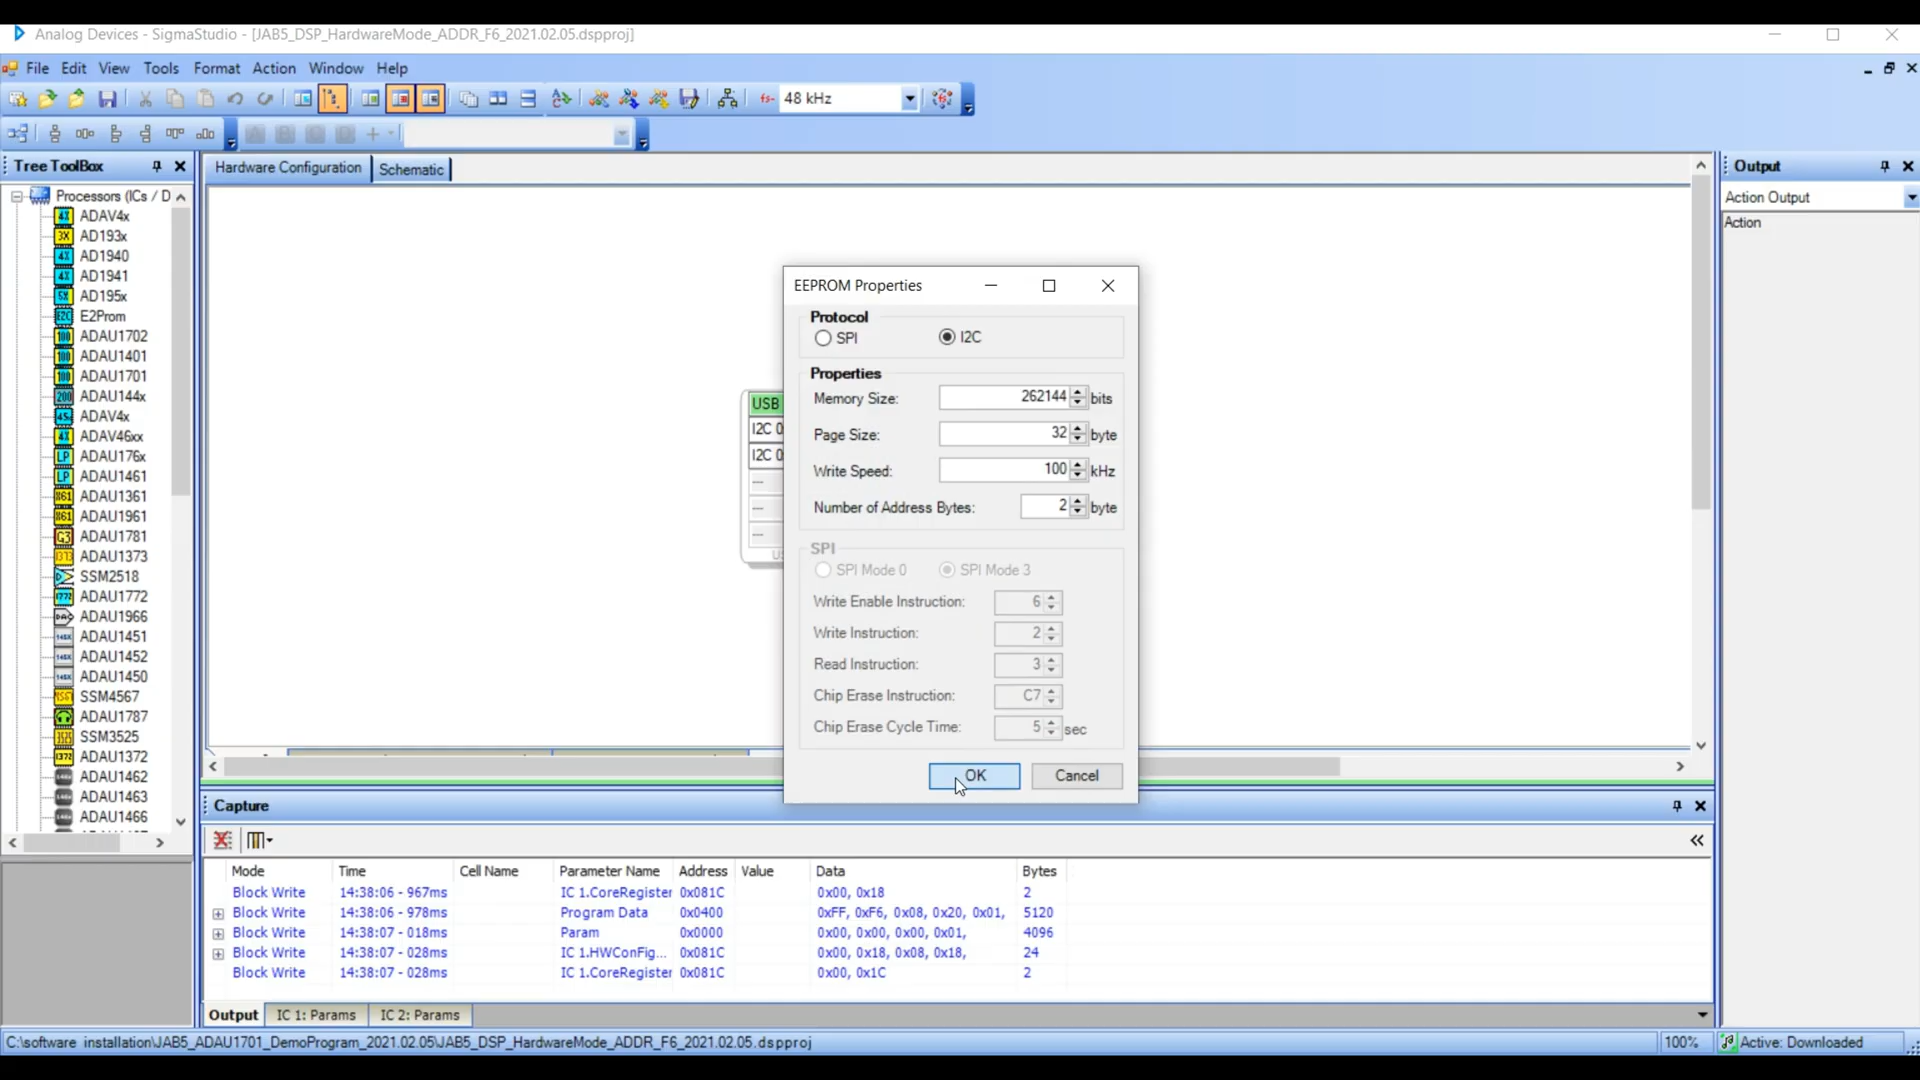 Analog Devices - SigmaStudio - [JAB5_DSP_HardwareMode_ADDR_F6_2021.02.05.dspproj]
File Edit View Tools Format Action Window Help
fs- 48 kHz
Tree ToolBox
Hardware Configuration Schematic
Output
Processors (ICs / D
Action Output
Action
ADAV4x
AD193x
AD1940
AD1941
AD195x
E2Prom
ADAU1702
ADAU1401
ADAU1701
ADAU144x
ADAV4x
ADAV46xx
ADAU176x
ADAU1461
ADAU1361
ADAU1961
ADAU1781
ADAU1373
SSM2518
ADAU1772
ADAU1966
ADAU1451
ADAU1452
ADAU1450
SSM4567
ADAU1787
SSM3525
ADAU1372
ADAU1462
ADAU1463
ADAU1466
USB
I2C 0
I2C 0
---
---
---
EEPROM Properties
Protocol
SPI I2C
Properties
Memory Size: 262144 bits
Page Size: 32 byte
Write Speed: 100 kHz
Number of Address Bytes: 2 byte
SPI
SPI Mode 0 SPI Mode 3
Write Enable Instruction: 6
Write Instruction: 2
Read Instruction: 3
Chip Erase Instruction: C7
Chip Erase Cycle Time: 5 sec
OK Cancel
Capture
Mode Time Cell Name Parameter Name Address Value Data Bytes
Block Write 14:38:06 - 967ms IC 1.CoreRegister 0x081C 0x00, 0x18 2
Block Write 14:38:06 - 978ms Program Data 0x0400 0xFF, 0xF6, 0x08, 0x20, 0x01, 5120
Block Write 14:38:07 - 018ms Param 0x0000 0x00, 0x00, 0x00, 0x01, 4096
Block Write 14:38:07 - 028ms IC 1.HWConFig... 0x081C 0x00, 0x18, 0x08, 0x18, 24
Block Write 14:38:07 - 028ms IC 1.CoreRegister 0x081C 0x00, 0x1C 2
Output IC 1: Params IC 2: Params
C:\software installation\JAB5_ADAU1701_DemoProgram_2021.02.05\JAB5_DSP_HardwareMode_ADDR_F6_2021.02.05.dspproj
100% Active: Downloaded